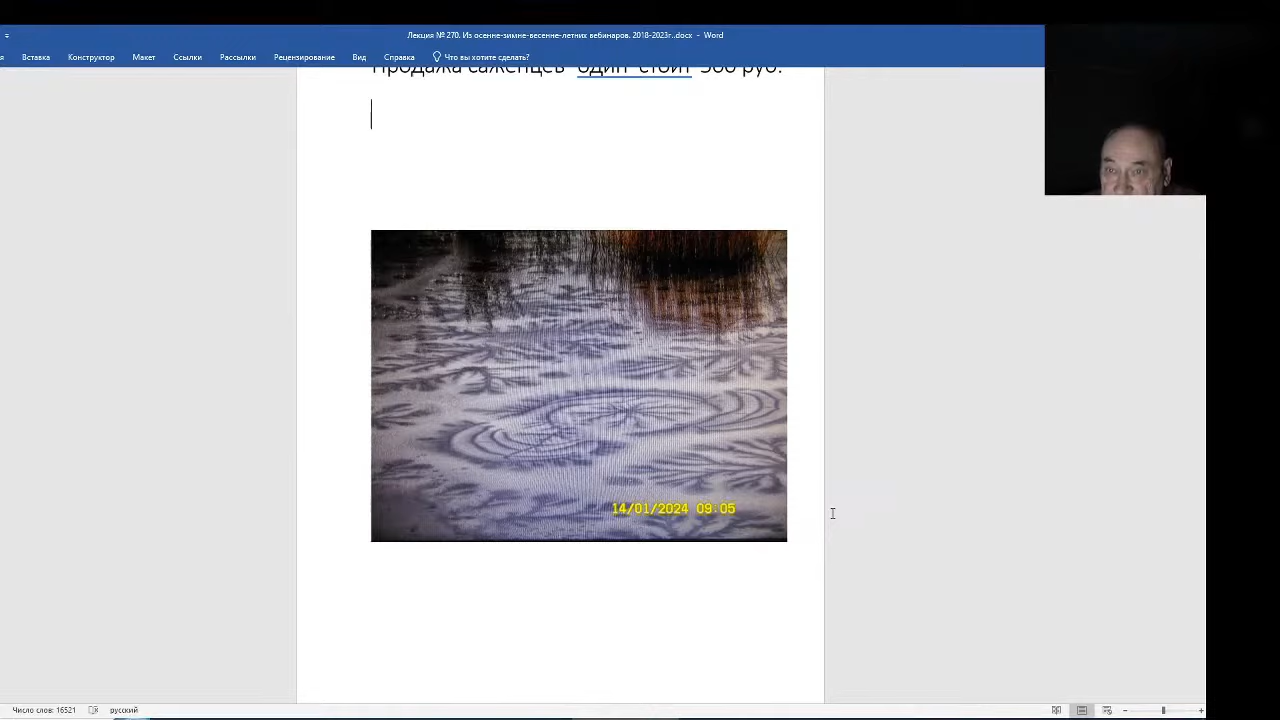 Лекция № 270. Из осенне-зимне-весенне-летних вебинаров. 2018-2023г..docx - Word
Вставка Конструктор Макет Ссылки Рассылки Рецензирование Вид Справка Что вы хотите сделать?
Продажа саженцев один стоит 500 руб.
14/01/2024 09:05
Число слов: 16521 русский